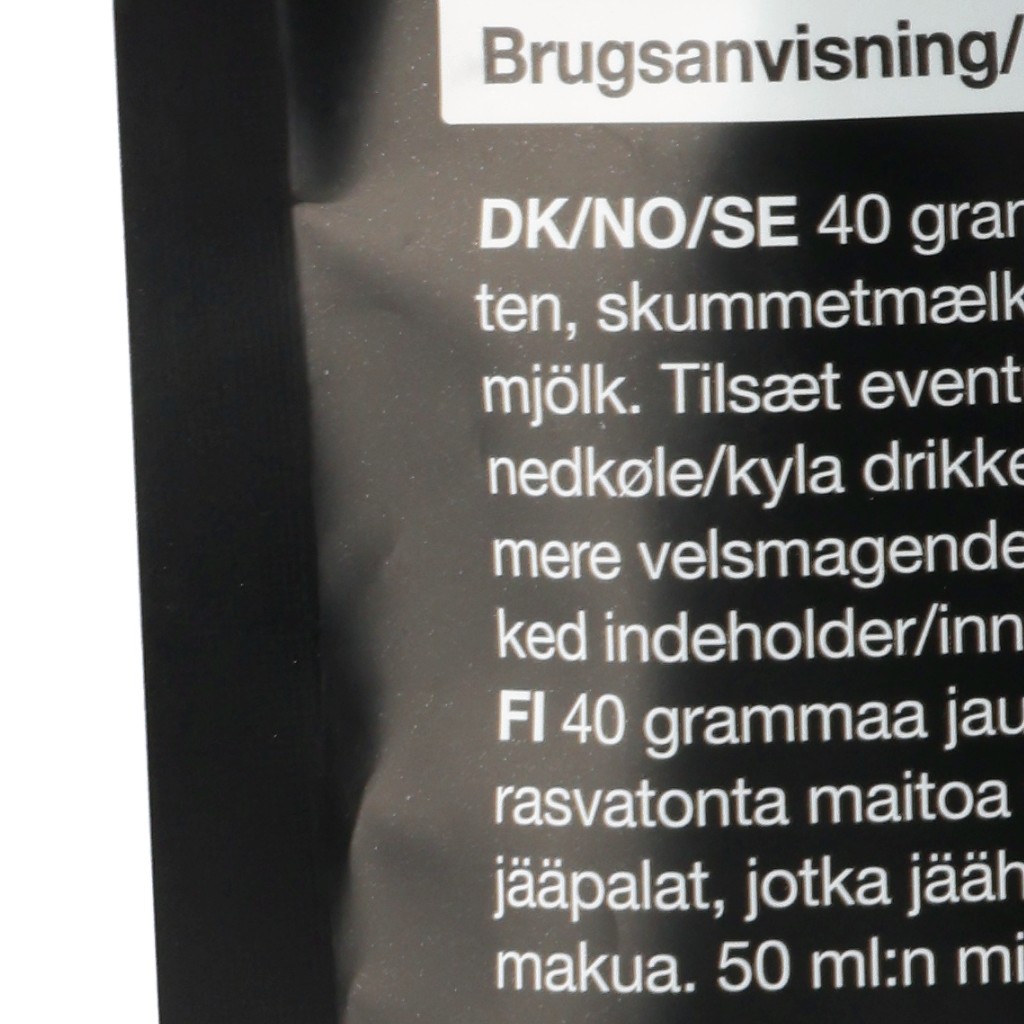 Brugsanvisning/
DK/NO/SE 40 gram
ten, skummetmælk
mjölk. Tilsæt event
nedkøle/kyla drikke
mere velsmagende
ked indeholder/inn
FI 40 grammaa jau
rasvatonta maitoa
jääpalat, jotka jääh
makua. 50 ml:n mi